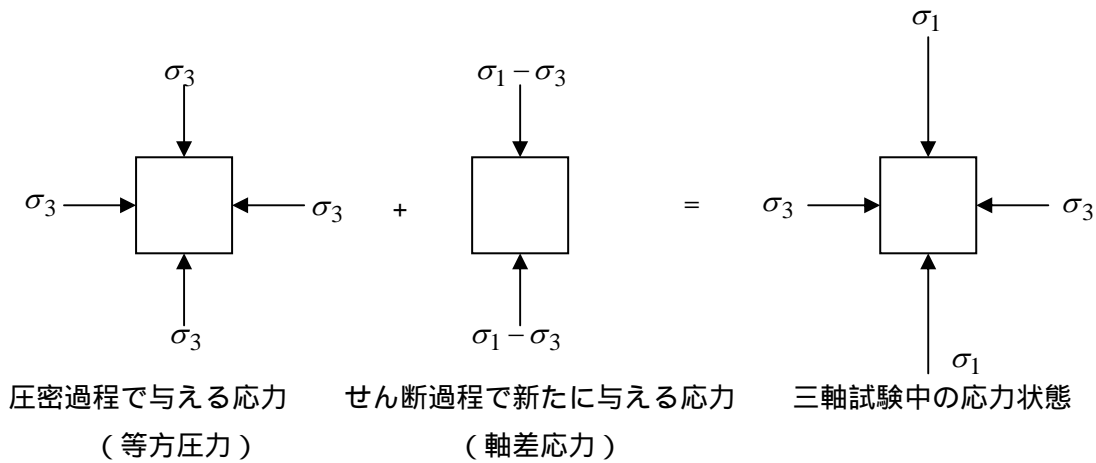 σ1
σ3 σ1 − σ3
σ3 σ3 + = σ3 σ3
σ3 σ1 − σ3
σ1
圧密過程で与える応力 せん断過程で新たに与える応力 三軸試験中の応力状態
（等方圧力） （軸差応力）